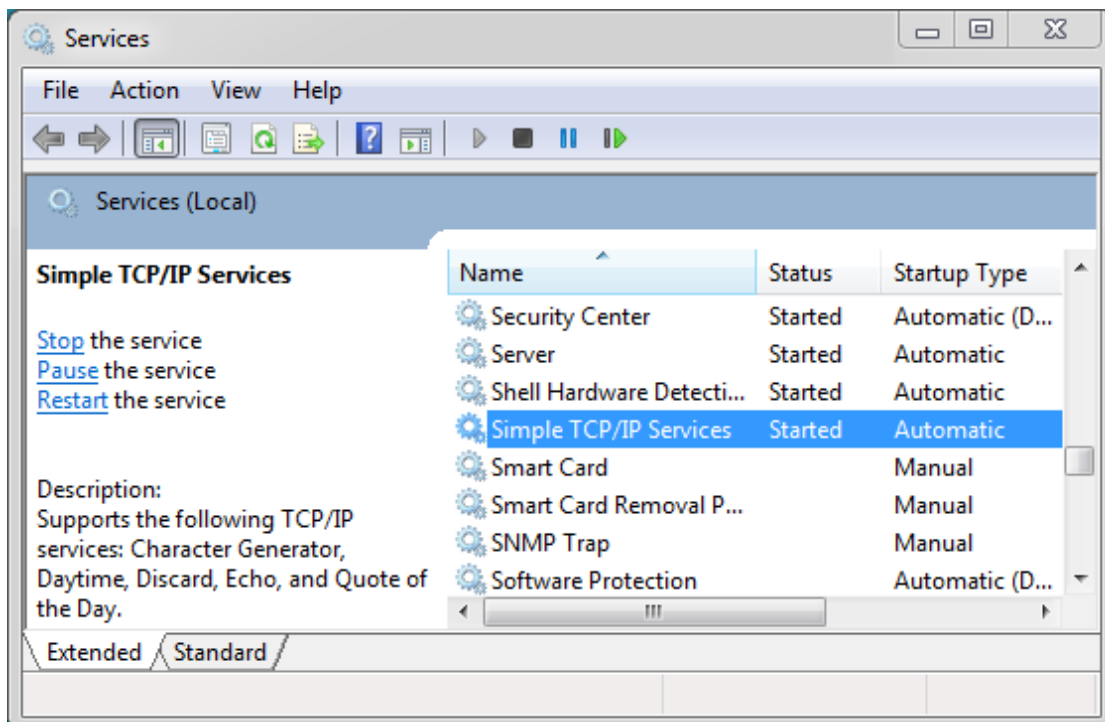 Services
File Action View Help
Services (Local)
Simple TCP/IP Services
Stop the service
Pause the service
Restart the service
Description:
Supports the following TCP/IP
services: Character Generator,
Daytime, Discard, Echo, and Quote of
the Day.
Name Status Startup Type
Security Center Started Automatic (D...
Server Started Automatic
Shell Hardware Detecti... Started Automatic
Simple TCP/IP Services Started Automatic
Smart Card Manual
Smart Card Removal P... Manual
SNMP Trap Manual
Software Protection Automatic (D...
Extended Standard